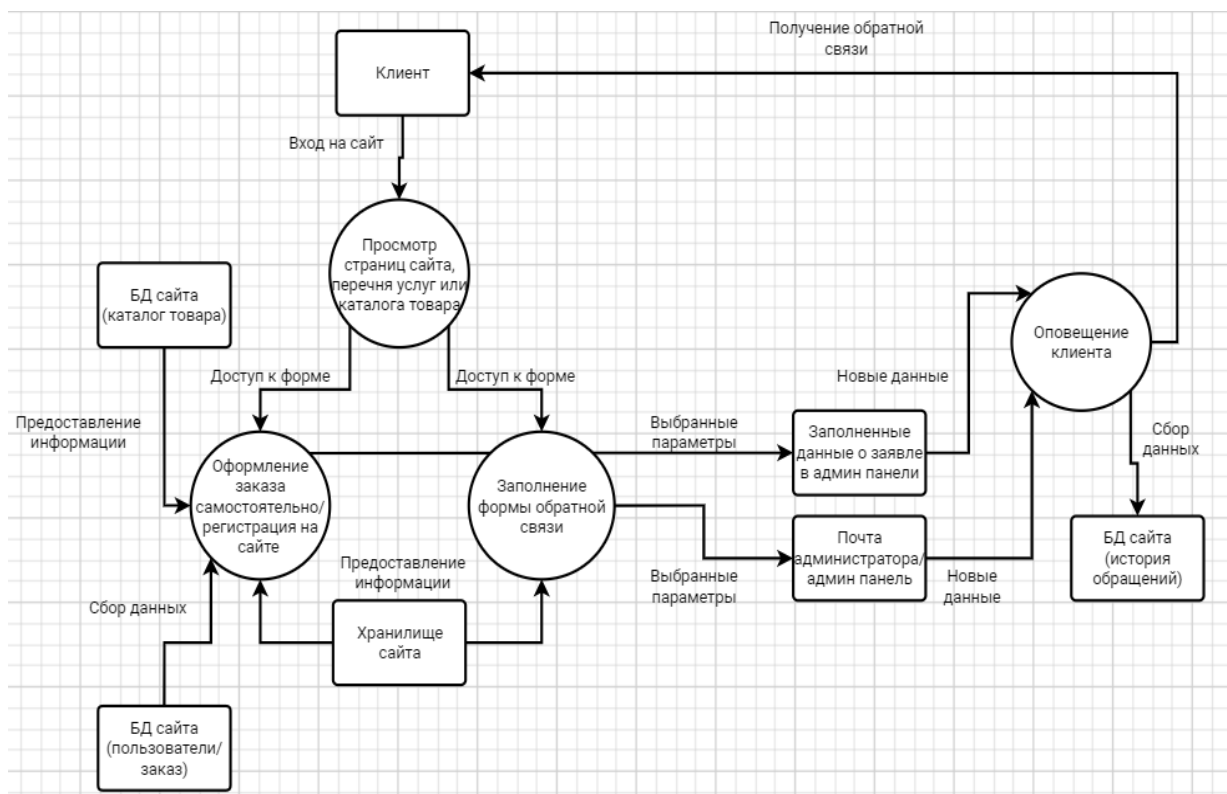 Получение обратной
связи
Клиент
Вход на сайт
Просмотр
страниц сайта,
перечня услуг или
каталога товара
БД сайта
(каталог товара)
Оповещение
клиента
Доступ к форме
Доступ к форме
Новые данные
Предоставление
информации
Выбранные
параметры
Заполненные
данные о заявле
в админ панели
Сбор
данных
Оформление
заказа
самостоятельно/
регистрация на
сайте
Заполнение
формы обратной
связи
Почта
администратора/
админ панель
БД сайта
(история
обращений)
Предоставление
информации
Выбранные
параметры
Новые
данные
Сбор данных
Хранилище
сайта
БД сайта
(пользователи/
заказ)